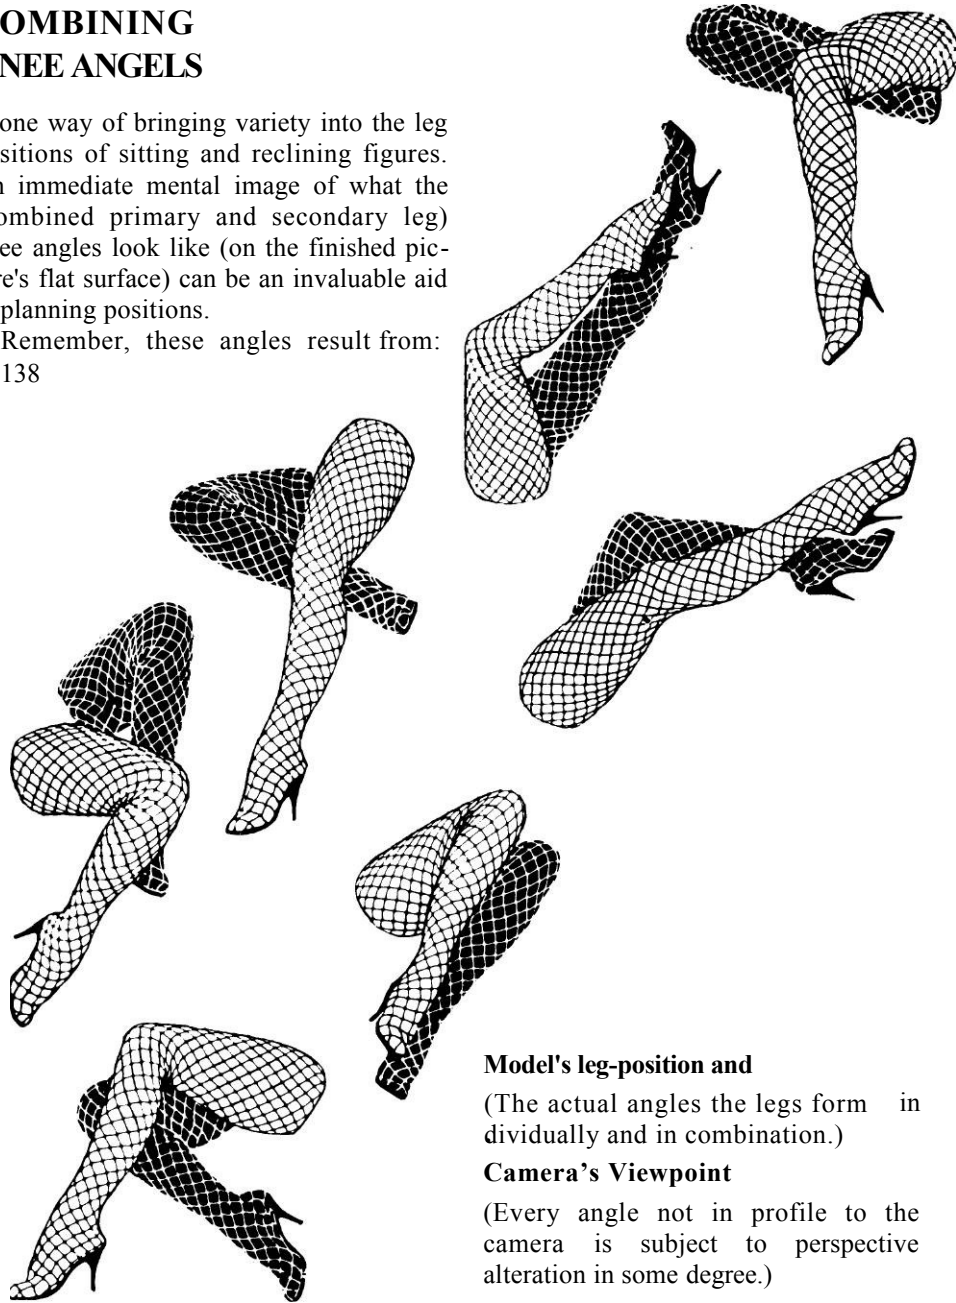 OMBINING
NEE ANGELS
one way of bringing variety into the leg
sitions of sitting and reclining figures.
n immediate mental image of what the
ombined primary and secondary leg)
ee angles look like (on the finished pic-
re's flat surface) can be an invaluable aid
planning positions.
Remember, these angles result from:
138
Model's leg-position and
(The actual angles the legs form in
dividually and in combination.)
Camera’s Viewpoint
(Every angle not in profile to the
camera is subject to perspective
alteration in some degree.)